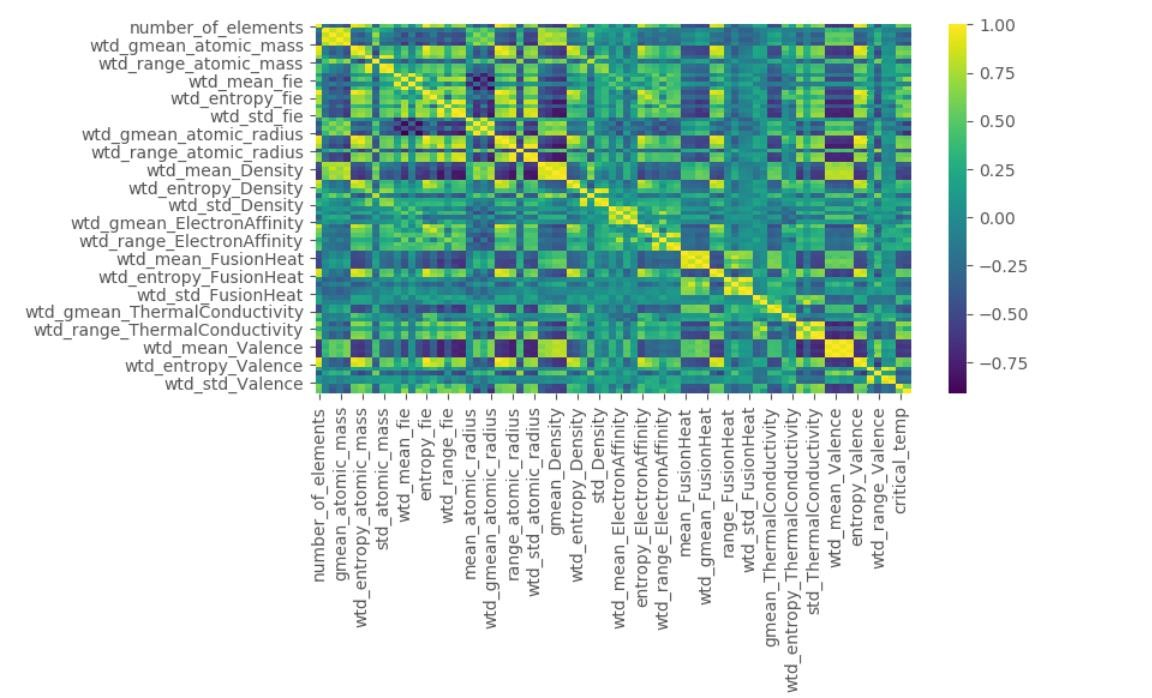 number_of_elements
wtd_gmean_atomic_mass
wtd_range_atomic_mass
wtd_mean_fie
wtd_entropy_fie
wtd_std_fie
wtd_gmean_atomic_radius
wtd_range_atomic_radius
wtd_mean_Density
wtd_entropy_Density
wtd_std_Density
wtd_gmean_ElectronAffinity
wtd_range_ElectronAffinity
wtd_mean_FusionHeat
wtd_entropy_FusionHeat
wtd_std_FusionHeat
wtd_gmean_ThermalConductivity
wtd_range_ThermalConductivity
wtd_mean_Valence
wtd_entropy_Valence
wtd_std_Valence
number_of_elements
gmean_atomic_mass
wtd_entropy_atomic_mass
std_atomic_mass
wtd_mean_fie
entropy_fie
wtd_range_fie
mean_atomic_radius
wtd_gmean_atomic_radius
range_atomic_radius
wtd_std_atomic_radius
gmean_Density
wtd_entropy_Density
std_Density
wtd_mean_ElectronAffinity
entropy_ElectronAffinity
wtd_range_ElectronAffinity
mean_FusionHeat
wtd_gmean_FusionHeat
range_FusionHeat
wtd_std_FusionHeat
gmean_ThermalConductivity
wtd_entropy_ThermalConductivity
std_ThermalConductivity
wtd_mean_Valence
entropy_Valence
wtd_range_Valence
critical_temp
1.00
0.75
0.50
0.25
0.00
−0.25
−0.50
−0.75